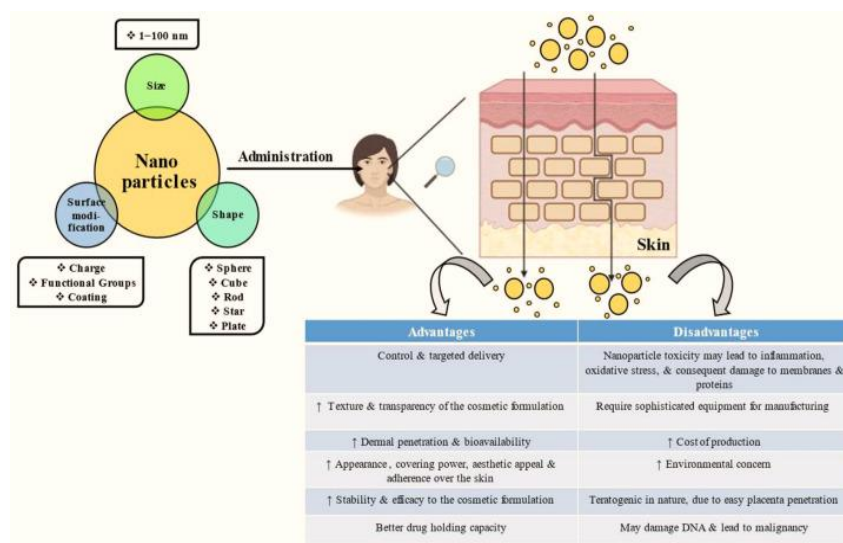 ❖ 1–100 nm
Size
Nano
particles
Surface
modi-
fication
Shape
❖ Charge
❖ Functional Groups
❖ Coating
❖ Sphere
❖ Cube
❖ Rod
❖ Star
❖ Plate
Administration
Skin
Advantages
Disadvantages
Control & targeted delivery
Nanoparticle toxicity may lead to inflammation,
oxidative stress, & consequent damage to membranes &
proteins
↑ Texture & transparency of the cosmetic formulation
Require sophisticated equipment for manufacturing
↑ Dermal penetration & bioavailability
↑ Cost of production
↑ Appearance, covering power, aesthetic appeal &
adherence over the skin
↑ Environmental concern
↑ Stability & efficacy to the cosmetic formulation
Teratogenic in nature, due to easy placenta penetration
Better drug holding capacity
May damage DNA & lead to malignancy